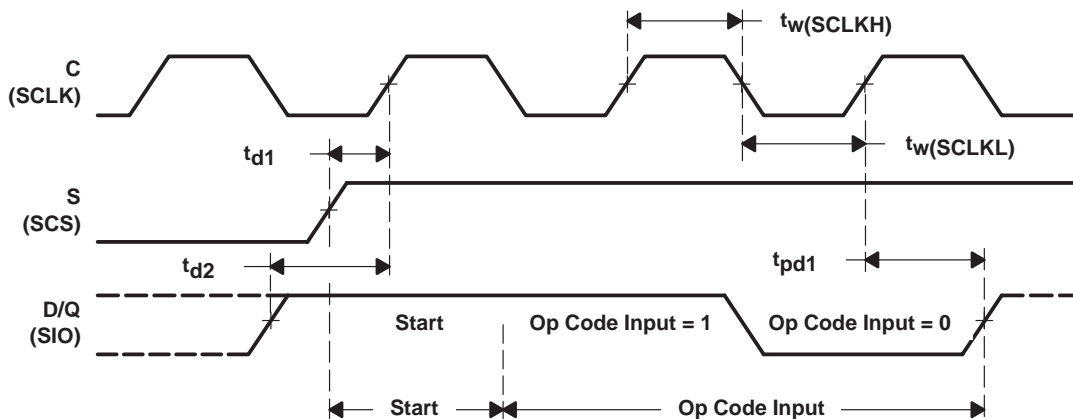 tw(SCLKH)
C
(SCLK)
td1
tw(SCLKL)
S
(SCS)
td2
tpd1
D/Q
(SIO)
Start
Op Code Input = 1
Op Code Input = 0
Start
Op Code Input